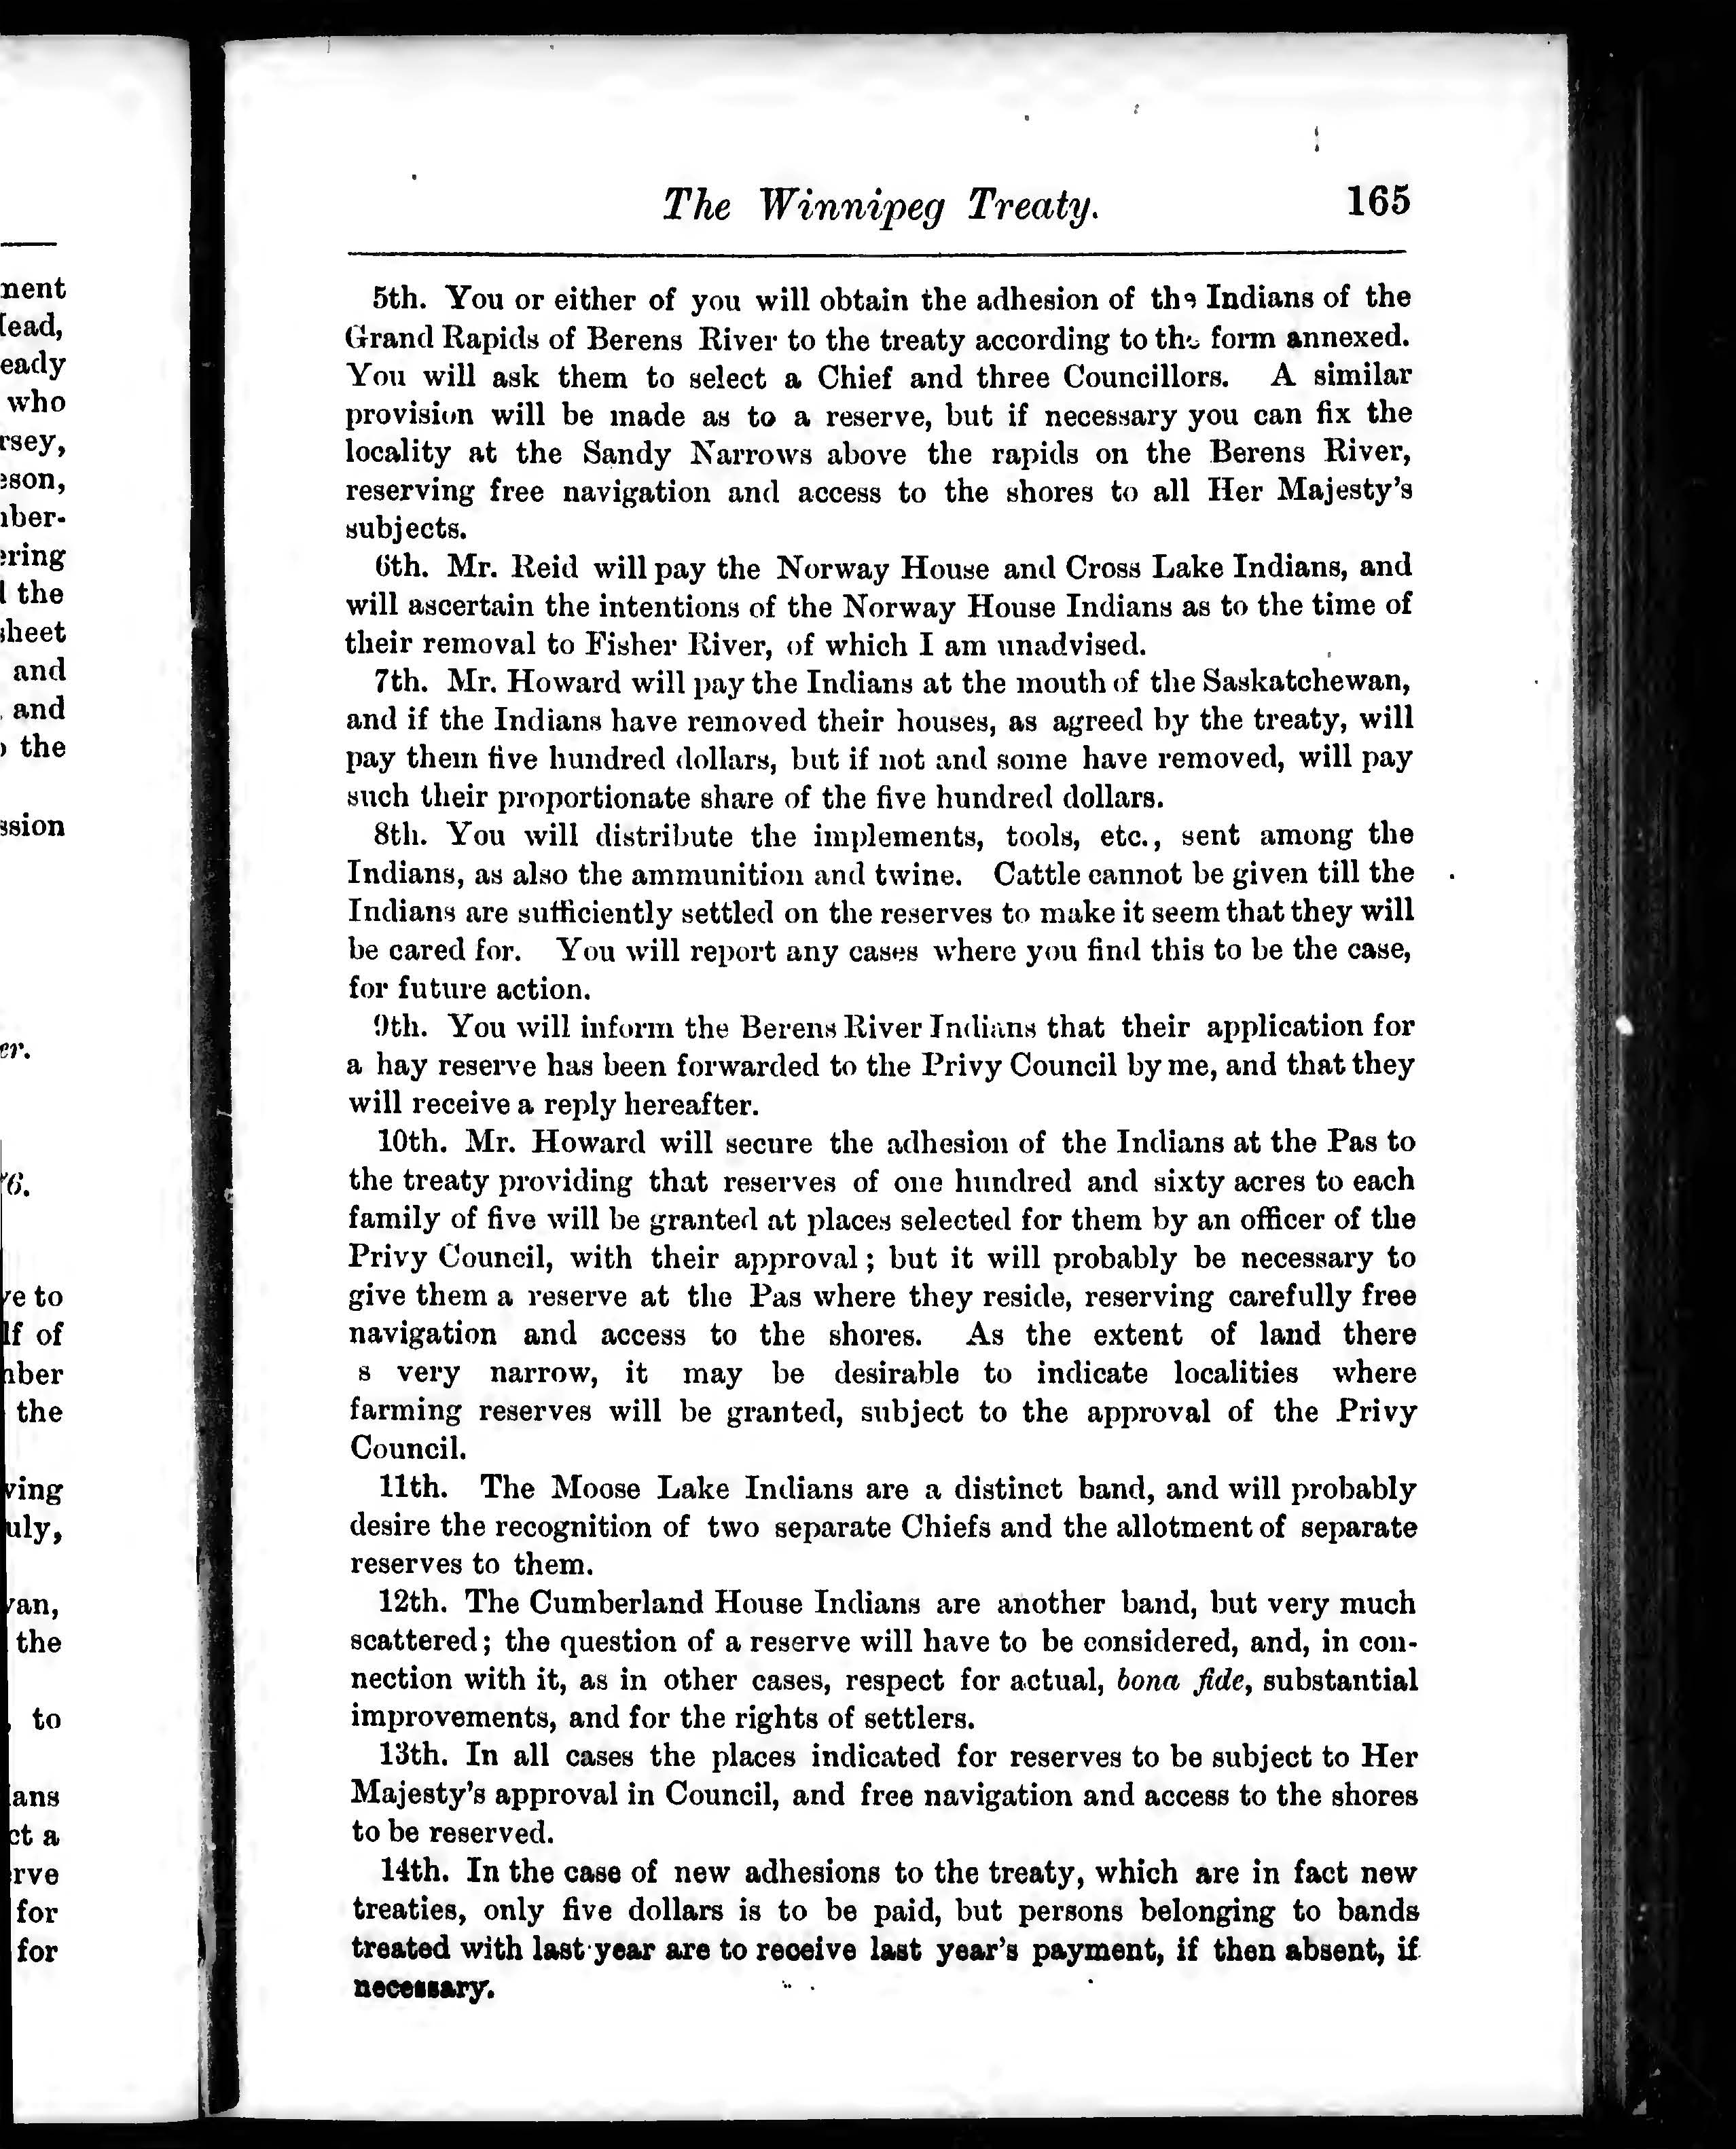 The Winnipeg Treaty. 165
5th. You or either of you will obtain the adhesion of the Indians of the
Grand Rapids of Berens River to the treaty according to the form annexed.
You will ask them to select a Chief and three Councillors. A similar
provision will be made as to a reserve, but if necessary you can fix the
locality at the Sandy Narrows above the rapids on the Berens River,
reserving free navigation and access to the shores to all Her Majesty's
subjects.
6th. Mr. Reid will pay the Norway House and Cross Lake Indians, and
will ascertain the intentions of the Norway House Indians as to the time of
their removal to Fisher River, of which I am unadvised.
7th. Mr. Howard will pay the Indians at the mouth of the Saskatchewan,
and if the Indians have removed their houses, as agreed by the treaty, will
pay them five hundred dollars, but if not and some have removed, will pay
such their proportionate share of the five hundred dollars.
8th. You will distribute the implements, tools, etc., sent among the
Indians, as also the ammunition and twine. Cattle cannot be given till the
Indians are sufficiently settled on the reserves to make it seem that they will
be cared for. You will report any cases where you find this to be the case,
for future action.
9th. You will inform the Berens River Indians that their application for
a hay reserve has been forwarded to the Privy Council by me, and that they
will receive a reply hereafter.
10th. Mr. Howard will secure the adhesion of the Indians at the Pas to
the treaty providing that reserves of one hundred and sixty acres to each
family of five will be granted at places selected for them by an officer of the
Privy Council, with their approval; but it will probably be necessary to
give them a reserve at the Pas where they reside, reserving carefully free
navigation and access to the shores. As the extent of land there
s very narrow, it may be desirable to indicate localities where
farming reserves will be granted, subject to the approval of the Privy
Council.
11th. The Moose Lake Indians are a distinct band, and will probably
desire the recognition of two separate Chiefs and the allotment of separate
reserves to them.
12th. The Cumberland House Indians are another band, but very much
scattered; the question of a reserve will have to be considered, and, in con-
nection with it, as in other cases, respect for actual, bona fide, substantial
improvements, and for the rights of settlers.
13th. In all cases the places indicated for reserves to be subject to Her
Majesty's approval in Council, and free navigation and access to the shores
to be reserved.
14th. In the case of new adhesions to the treaty, which are in fact new
treaties, only five dollars is to be paid, but persons belonging to bands
treated with last year are to receive last year's payment, if then absent, if
necessary.